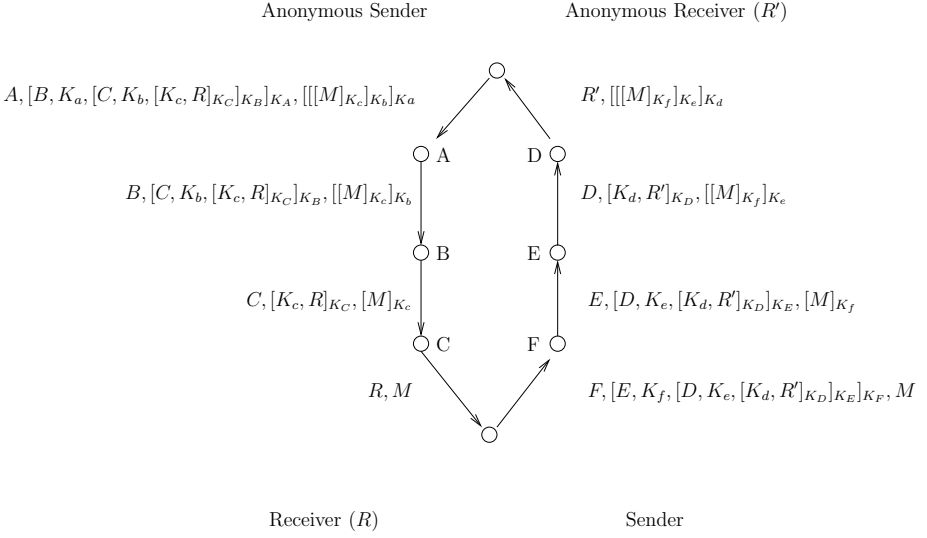 Anonymous Sender
Anonymous Receiver (R′)
A, [B, K_a, [C, K_b, [K_c, R]_{K_C}]_{K_B}]_{K_A}, [[[M]_{K_c}]_{K_b}]_{Ka}
R′, [[[M]_{K_f}]_{K_e}]_{K_d}
A
D
B, [C, K_b, [K_c, R]_{K_C}]_{K_B}, [[M]_{K_c}]_{K_b}
D, [K_d, R′]_{K_D}, [[M]_{K_f}]_{K_e}
B
E
C, [K_c, R]_{K_C}, [M]_{K_c}
E, [D, K_e, [K_d, R′]_{K_D}]_{K_E}, [M]_{K_f}
C
F
R, M
F, [E, K_f, [D, K_e, [K_d, R′]_{K_D}]_{K_E}]_{K_F}, M
Receiver (R)
Sender